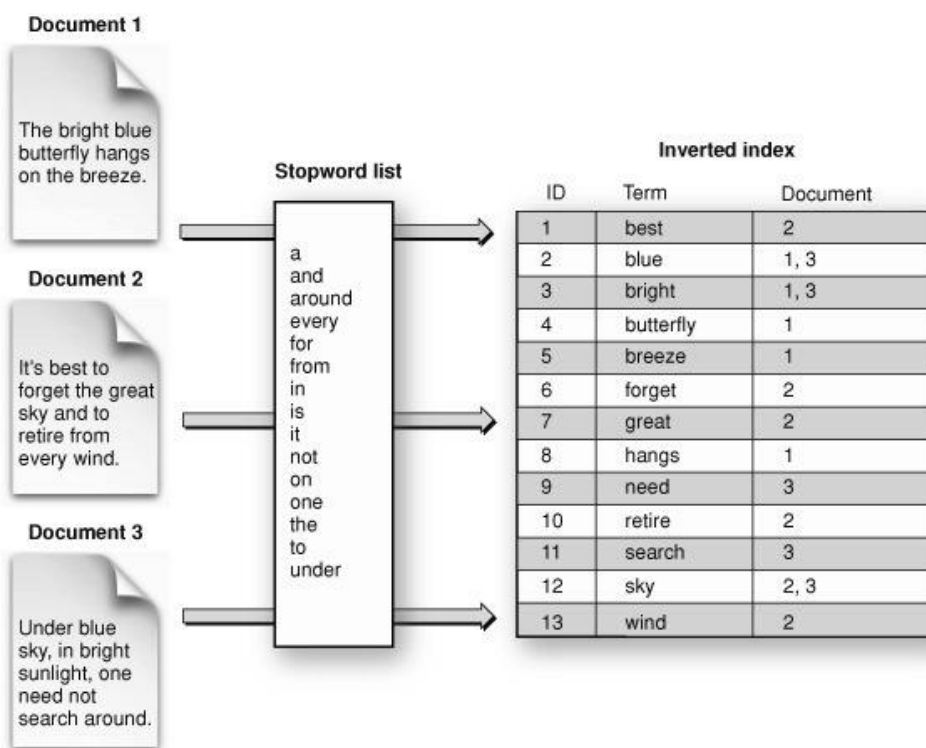 Document 1
The bright blue
butterfly hangs
on the breeze.
Document 2
It's best to
forget the great
sky and to
retire from
every wind.
Document 3
Under blue
sky, in bright
sunlight, one
need not
search around.
Stopword list
a
and
around
every
for
from
in
is
it
not
on
one
the
to
under
Inverted index
ID Term Document
1 best 2
2 blue 1, 3
3 bright 1, 3
4 butterfly 1
5 breeze 1
6 forget 2
7 great 2
8 hangs 1
9 need 3
10 retire 2
11 search 3
12 sky 2, 3
13 wind 2